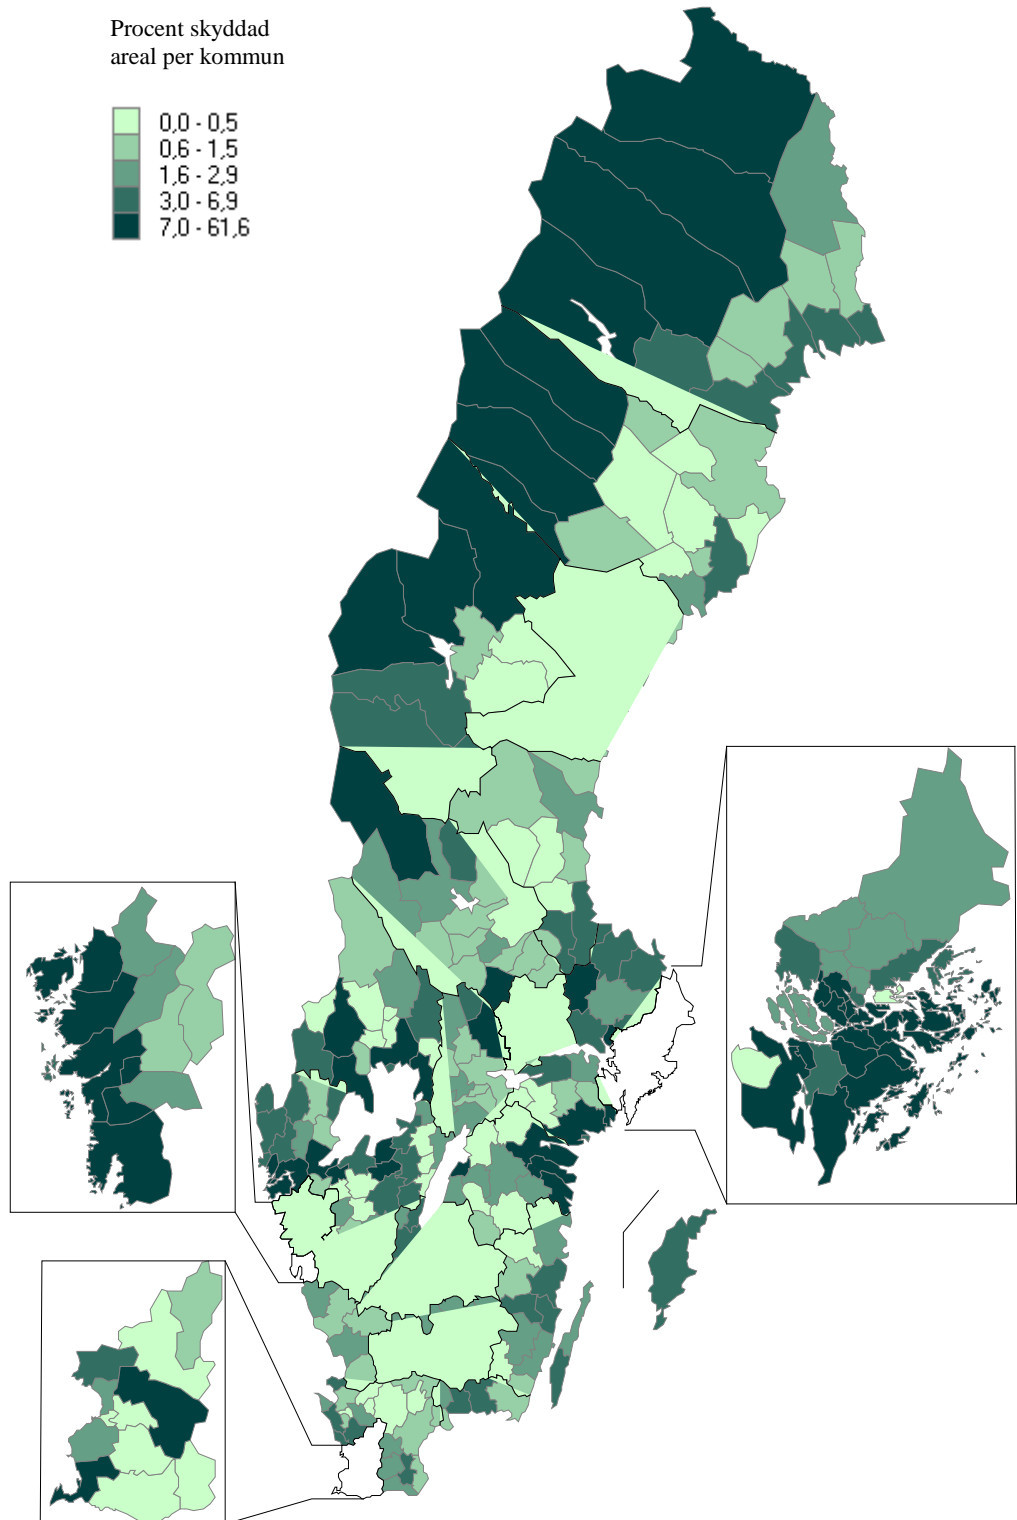 Procent skyddad
areal per kommun
0,0 - 0,5
0,6 - 1,5
1,6 - 2,9
3,0 - 6,9
7,0 - 61,6